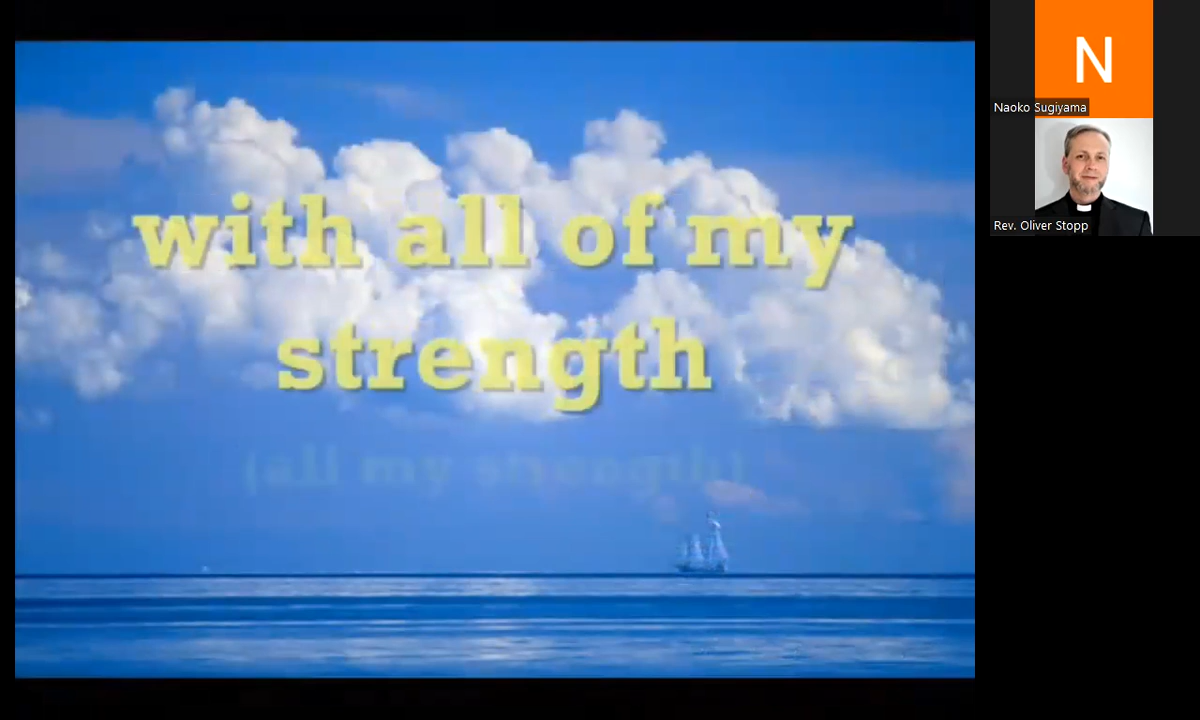 with all of my
strength
(all my strength)
N
Naoko Sugiyama
Rev. Oliver Stopp